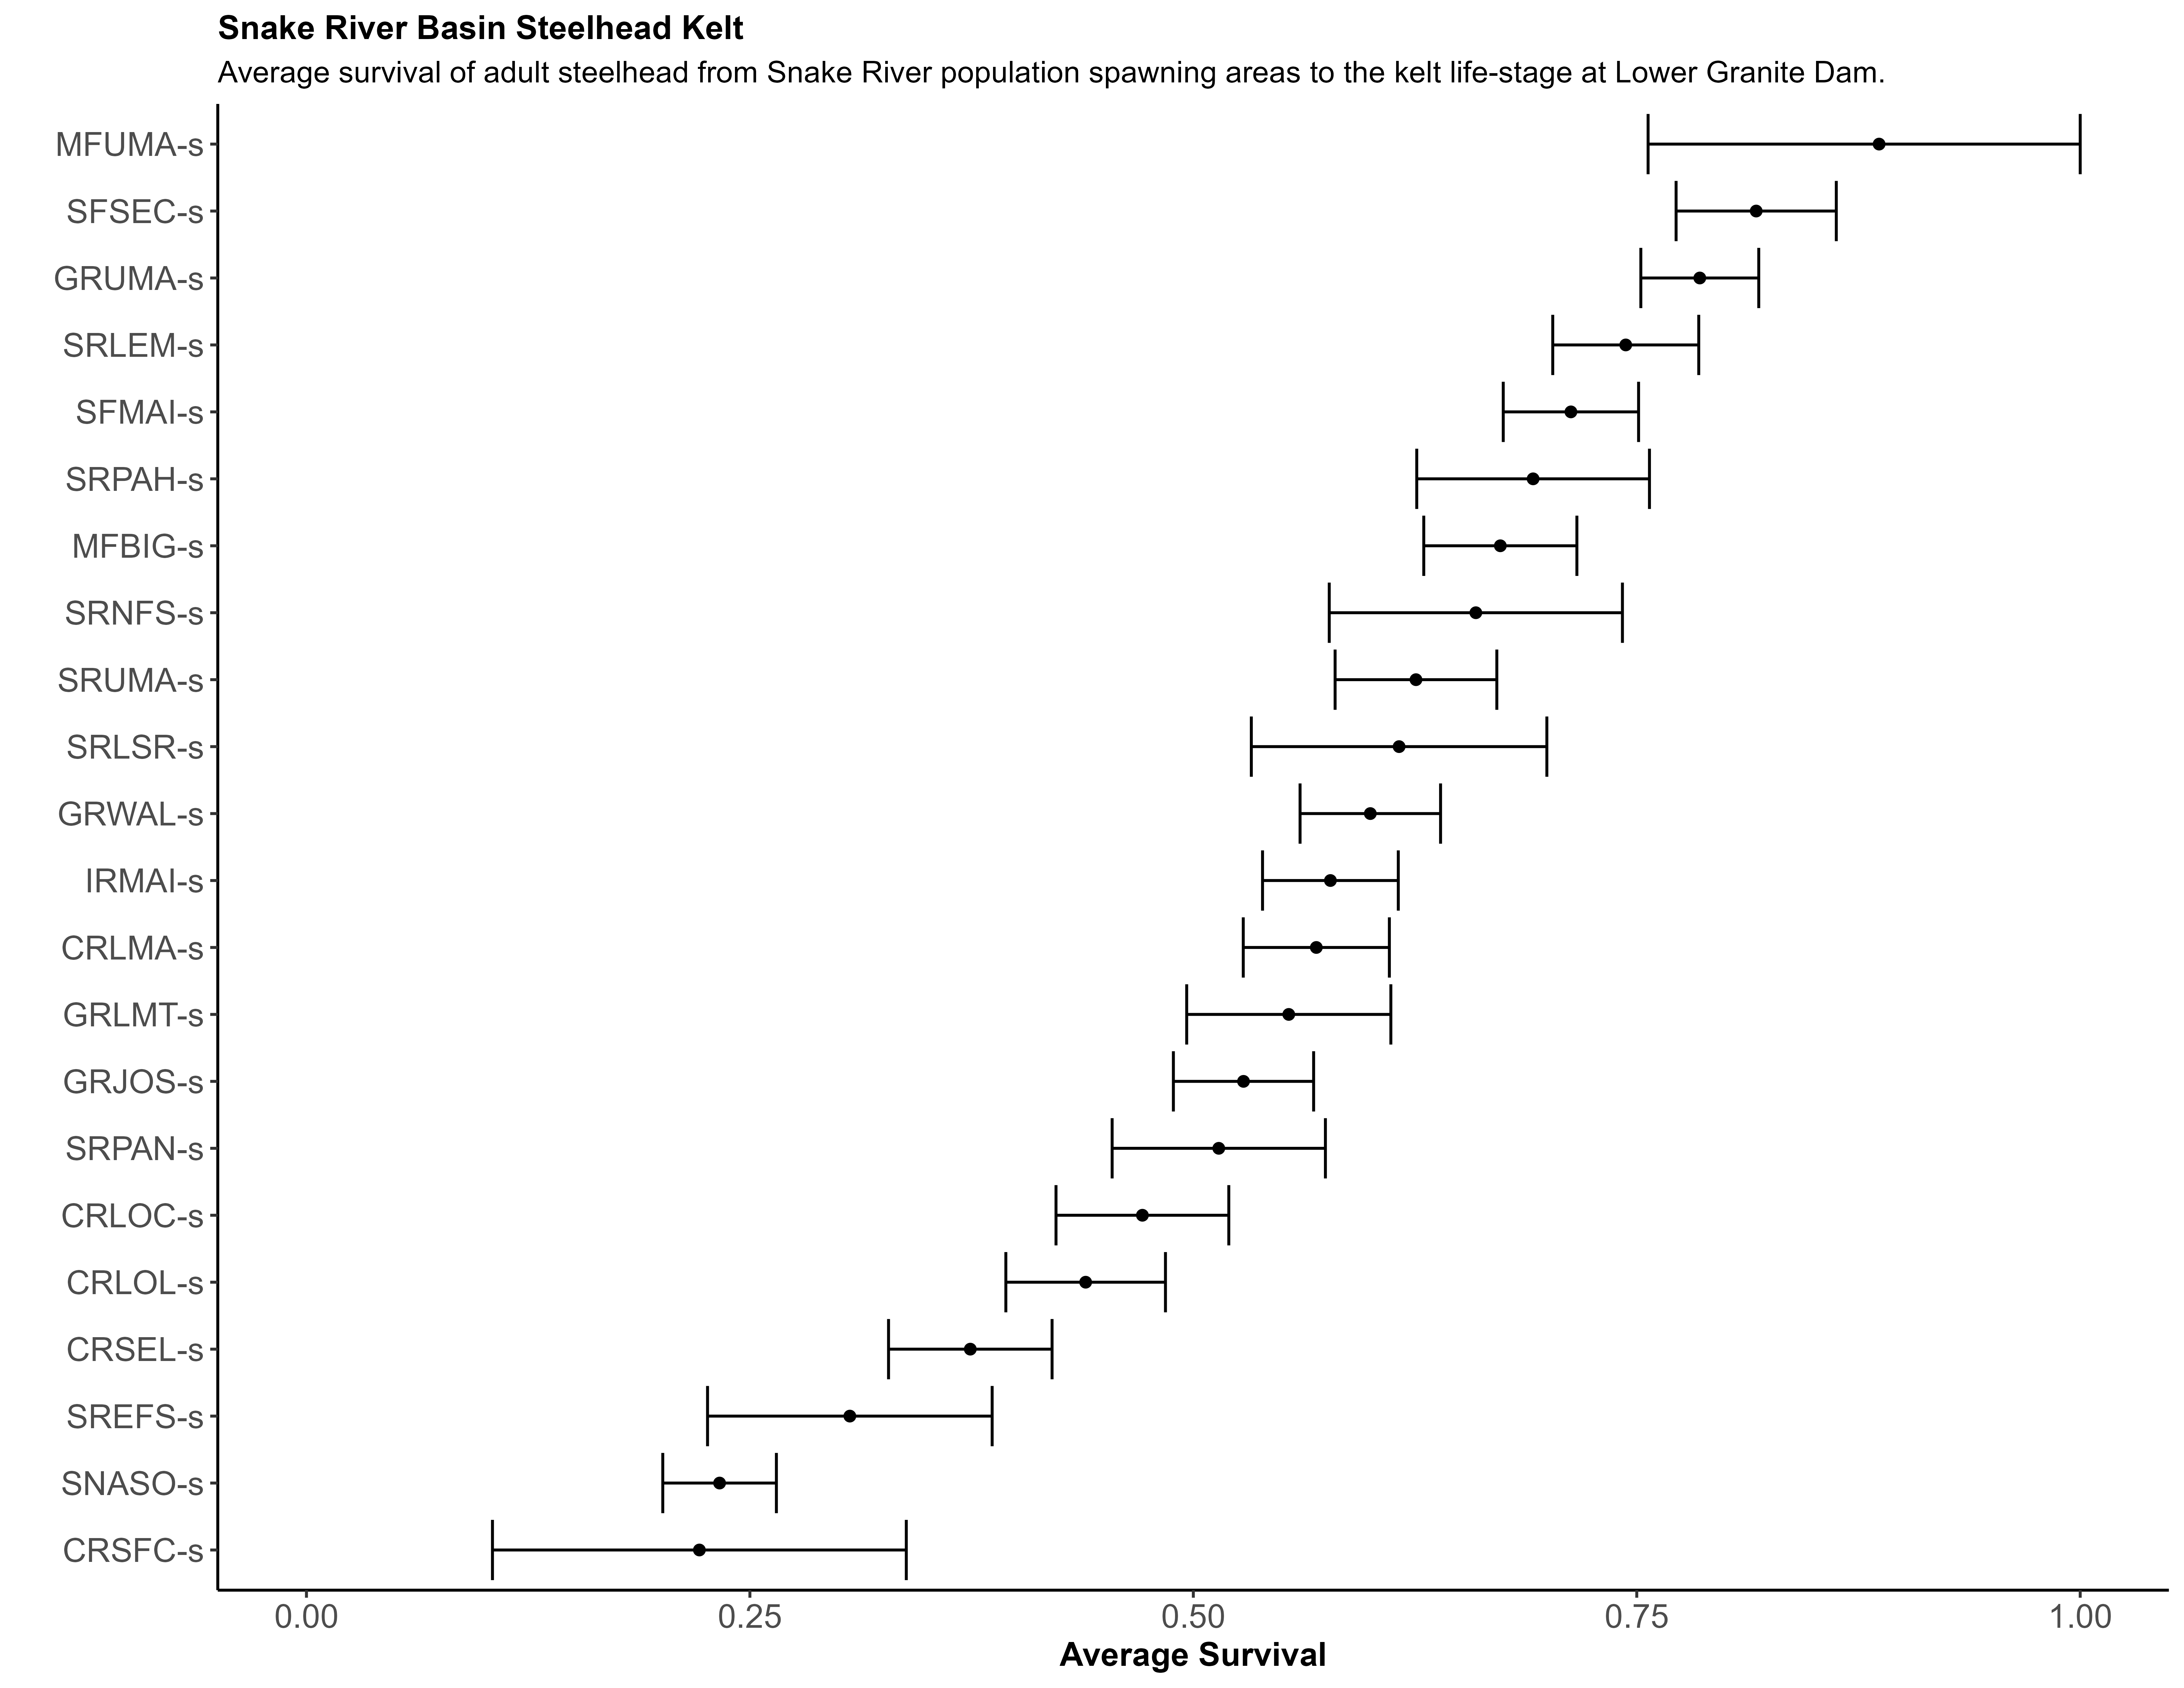 Snake River Basin Steelhead Kelt
Average survival of adult steelhead from Snake River population spawning areas to the kelt life-stage at Lower Granite Dam.
MFUMA-s
SFSEC-s
GRUMA-s
SRLEM-s
SFMAI-s
SRPAH-s
MFBIG-s
SRNFS-s
SRUMA-s
SRLSR-s
GRWAL-s
IRMAI-s
CRLMA-s
GRLMT-s
GRJOS-s
SRPAN-s
CRLOC-s
CRLOL-s
CRSEL-s
SREFS-s
SNASO-s
CRSFC-s
0.00 0.25 0.50 0.75 1.00
Average Survival